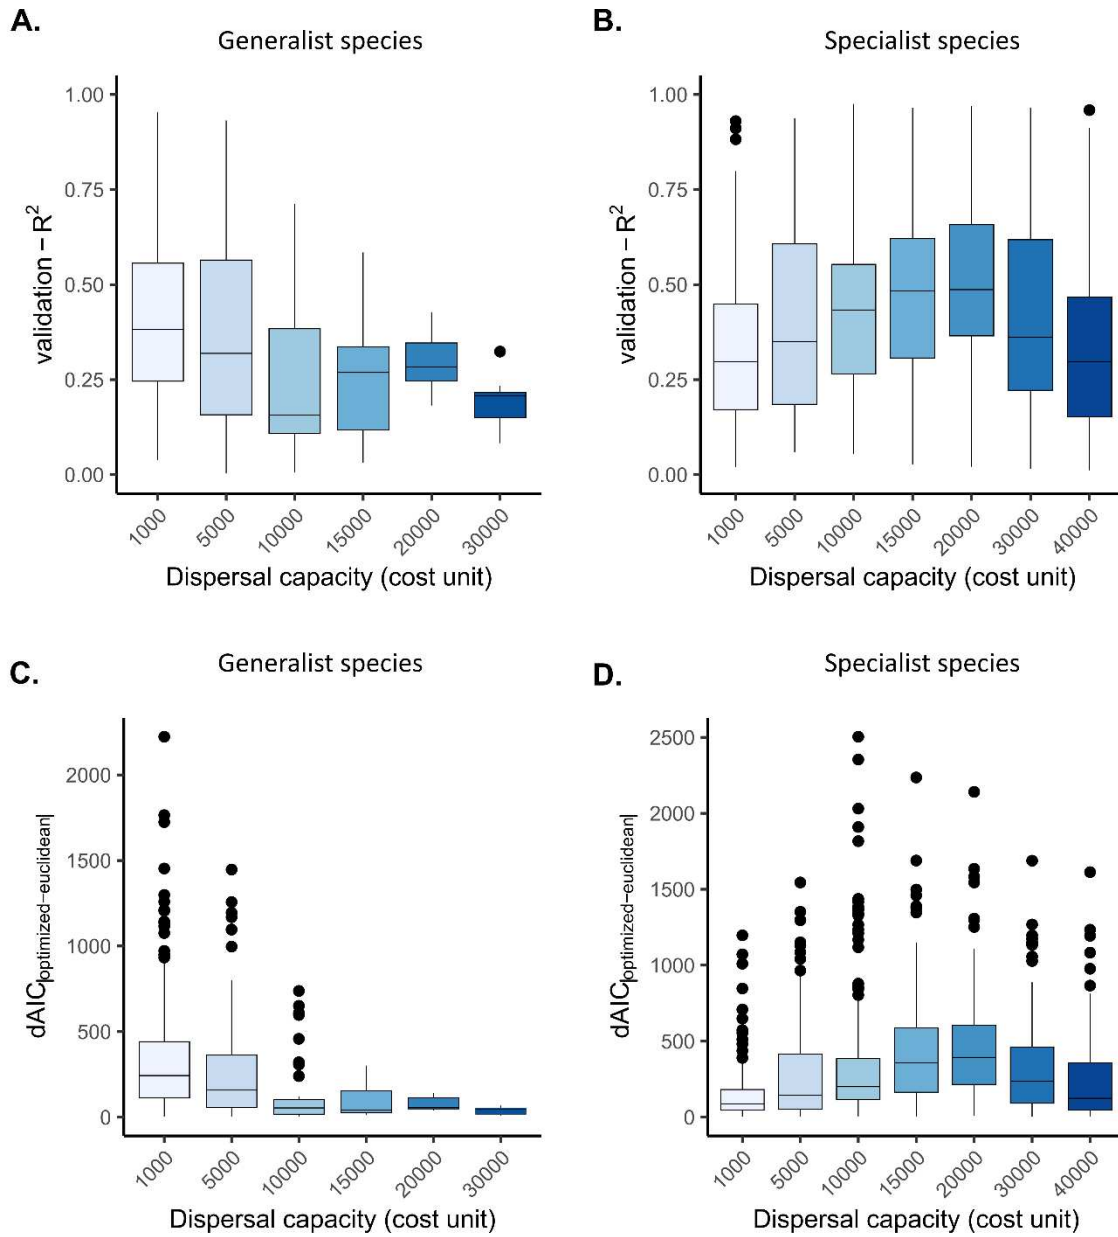 A.
Generalist species
validation – R²
1.00
0.75
0.50
0.25
0.00
1000
5000
10000
15000
20000
30000
Dispersal capacity (cost unit)
B.
Specialist species
validation – R²
1.00
0.75
0.50
0.25
0.00
1000
5000
10000
15000
20000
30000
40000
Dispersal capacity (cost unit)
C.
Generalist species
dAIC|optimized-euclidean|
2000
1500
1000
500
0
1000
5000
10000
15000
20000
30000
Dispersal capacity (cost unit)
D.
Specialist species
dAIC|optimized-euclidean|
2500
2000
1500
1000
500
0
1000
5000
10000
15000
20000
30000
40000
Dispersal capacity (cost unit)